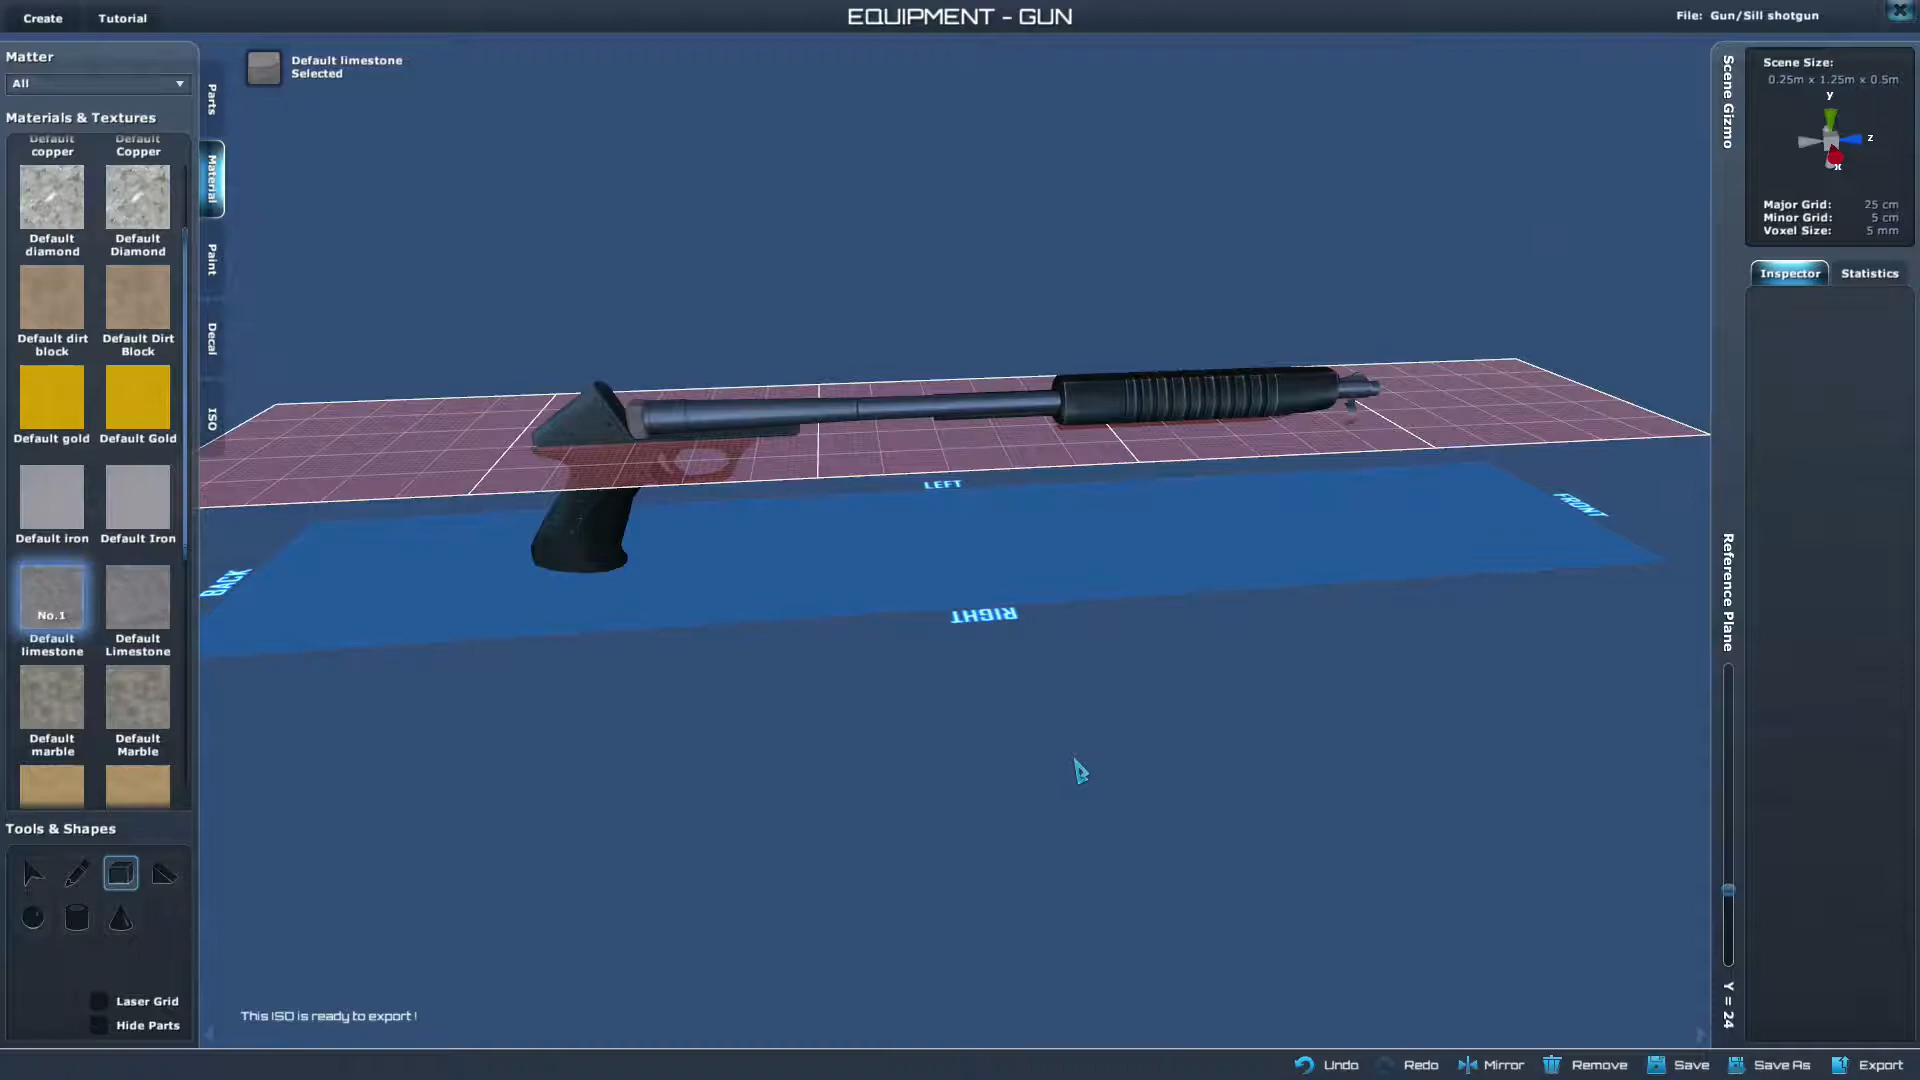 Create
Tutorial
EQUIPMENT - GUN
File: Gun/Sill shotgun
Matter
All
Materials & Textures
Default copper
Default Copper
Default diamond
Default Diamond
Default dirt block
Default Dirt Block
Default gold
Default Gold
Default iron
Default Iron
No.1
Default limestone
Default Limestone
Default marble
Default Marble
Tools & Shapes
Laser Grid
Hide Parts
Parts
Material
Paint
Decal
ISO
Default limestone
Selected
LEFT
FRONT
BACK
RIGHT
This ISO is ready to export !
Scene Gizmo
Scene Size:
0.25m x 1.25m x 0.5m
y
z
x
Major Grid: 25 cm
Minor Grid: 5 cm
Voxel Size: 5 mm
Inspector
Statistics
Reference Plane
Y = 24
Undo
Redo
Mirror
Remove
Save
Save As
Export